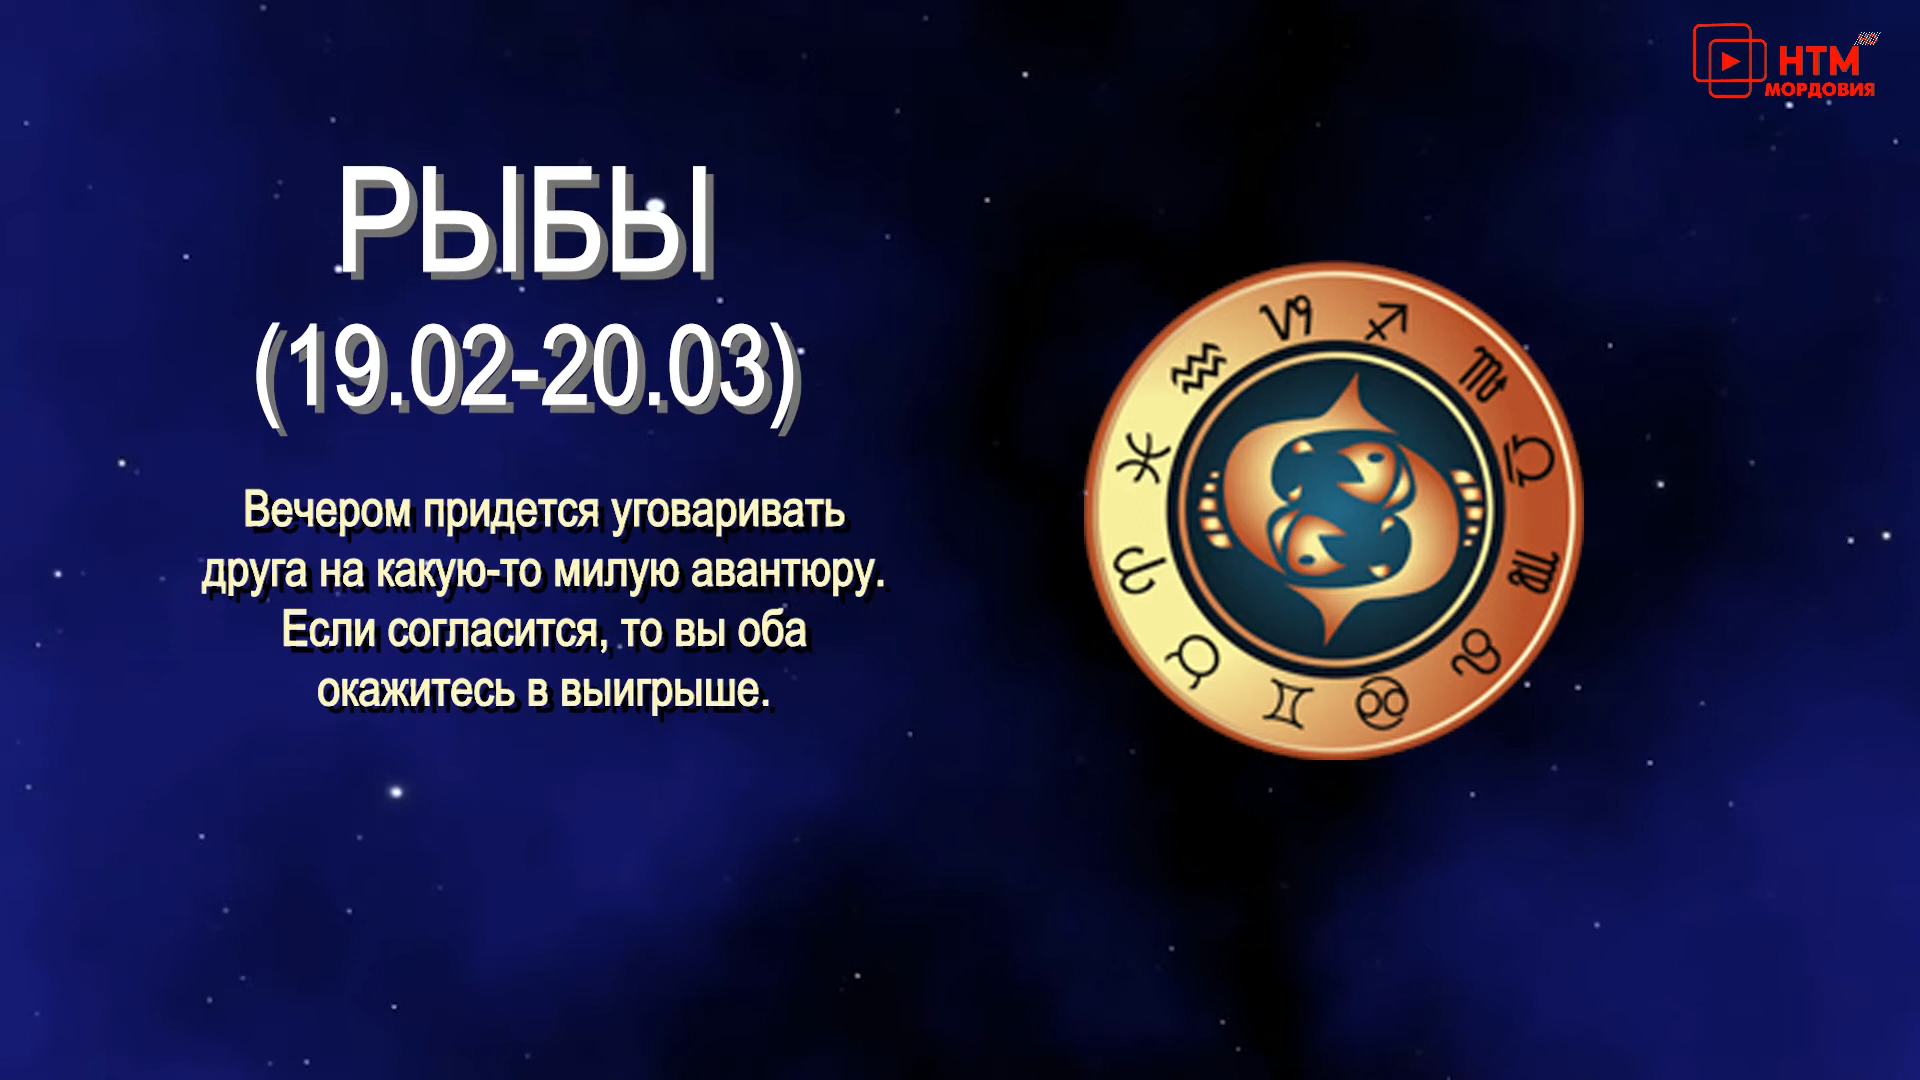 НТМ
МОРДОВИЯ
РЫБЫ
(19.02-20.03)
Вечером придется уговаривать
друга на какую-то милую авантюру.
Если согласится, то вы оба
окажитесь в выигрыше.